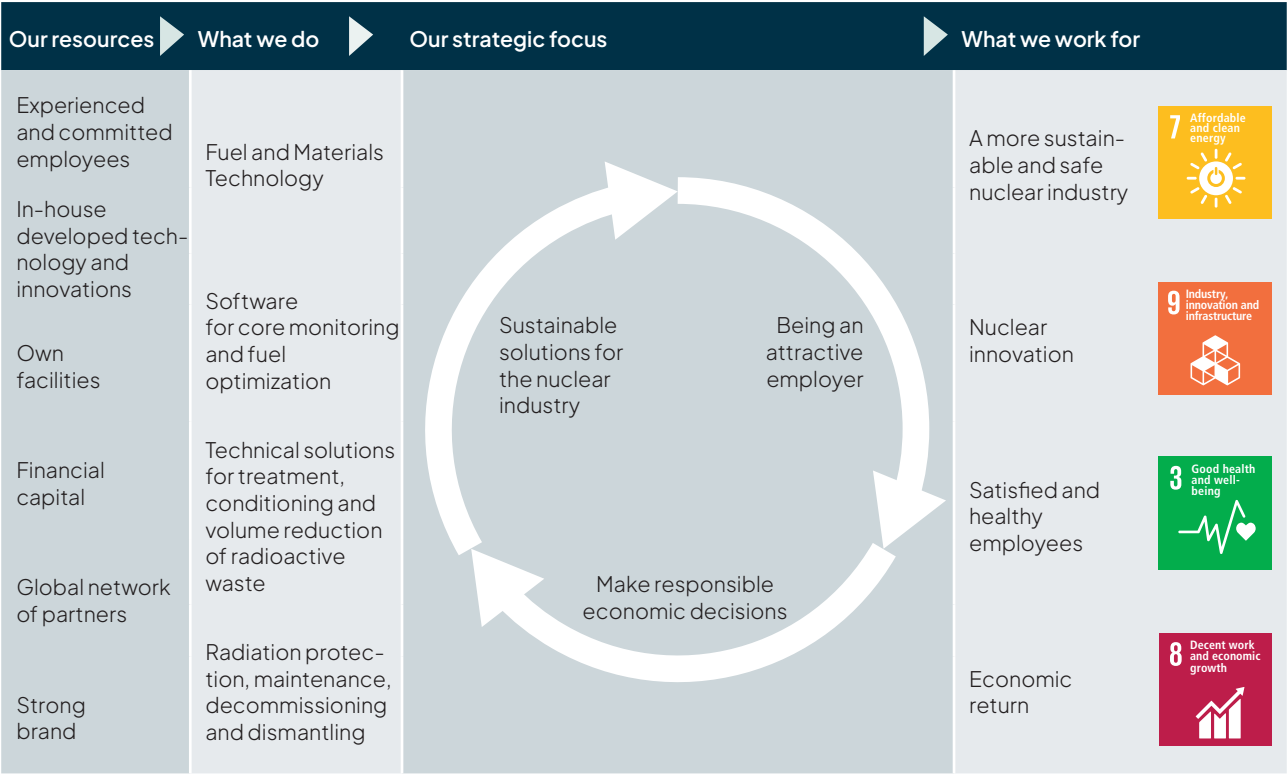 Our resources
What we do
Our strategic focus
What we work for
Experienced
and committed
employees
In-house
developed tech-
nology and
innovations
Own
facilities
Financial
capital
Global network
of partners
Strong
brand
Fuel and Materials
Technology
Software
for core monitoring
and fuel
optimization
Technical solutions
for treatment,
conditioning and
volume reduction
of radioactive
waste
Radiation protec-
tion, maintenance,
decommissioning
and dismantling
Sustainable
solutions for
the nuclear
industry
Being an
attractive
employer
Make responsible
economic decisions
A more sustain-
able and safe
nuclear industry
7 Affordable
and clean
energy
Nuclear
innovation
9 Industry,
innovation and
infrastructure
Satisfied and
healthy
employees
3 Good health
and well-
being
Economic
return
8 Decent work
and economic
growth